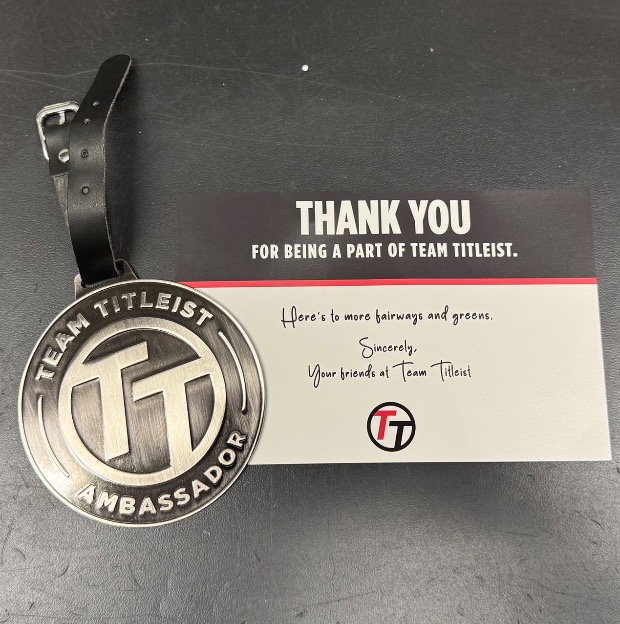 TEAM TITLEIST
TT
AMBASSADOR
THANK YOU
FOR BEING A PART OF TEAM TITLEIST.
Here's to more fairways and greens.
Sincerely,
Your friends at Team Titleist
TT